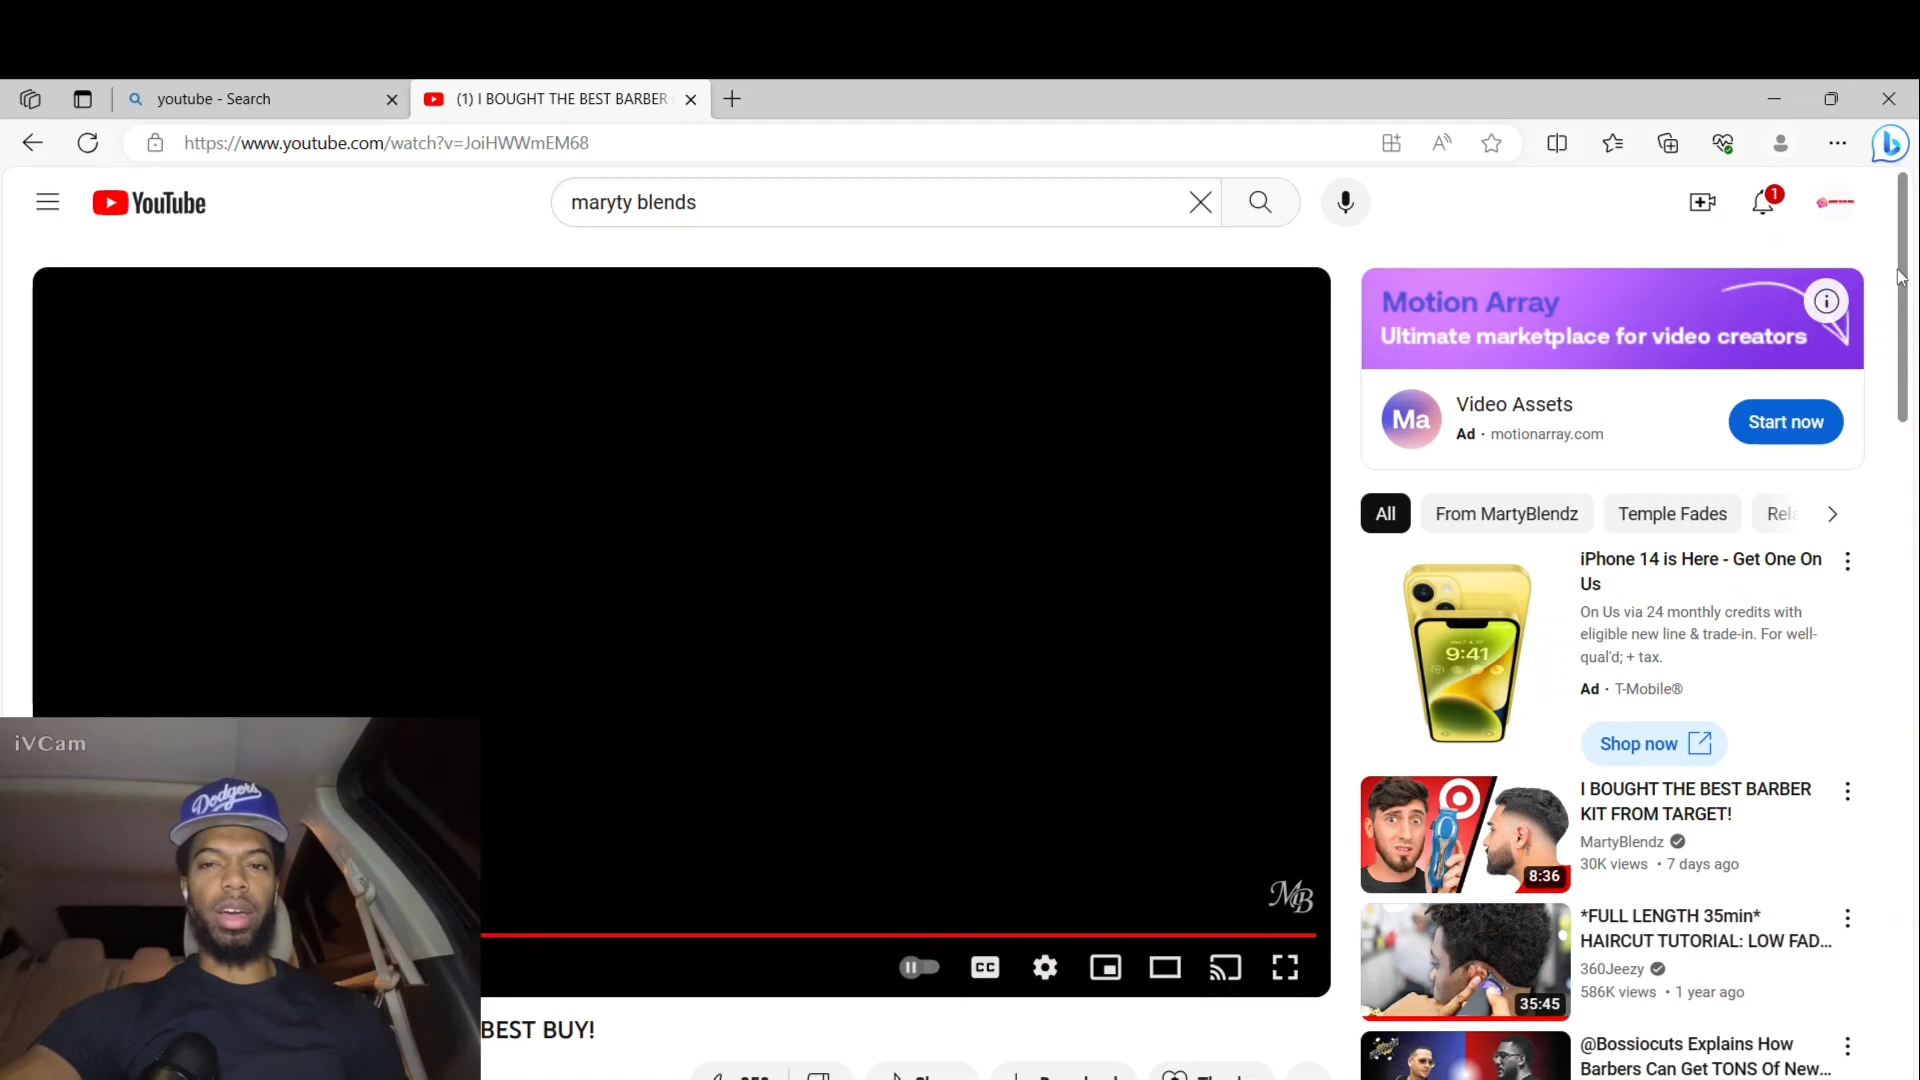 youtube - Search
(1) I BOUGHT THE BEST BARBER
https://www.youtube.com/watch?v=JoiHWWmEM68
YouTube
maryty blends
1
Motion Array
Ultimate marketplace for video creators
Ma
Video Assets
Ad · motionarray.com
Start now
All
From MartyBlendz
Temple Fades
Rela
iPhone 14 is Here - Get One On
Us
On Us via 24 monthly credits with
eligible new line & trade-in. For well-
qual'd; + tax.
Ad · T-Mobile®
9:41
Shop now
I BOUGHT THE BEST BARBER
KIT FROM TARGET!
MartyBlendz
30K views • 7 days ago
8:36
*FULL LENGTH 35min*
HAIRCUT TUTORIAL: LOW FAD...
360Jeezy
586K views • 1 year ago
35:45
@Bossiocuts Explains How
Barbers Can Get TONS Of New...
MB
CC
iVCam
Dodgers
BEST BUY!